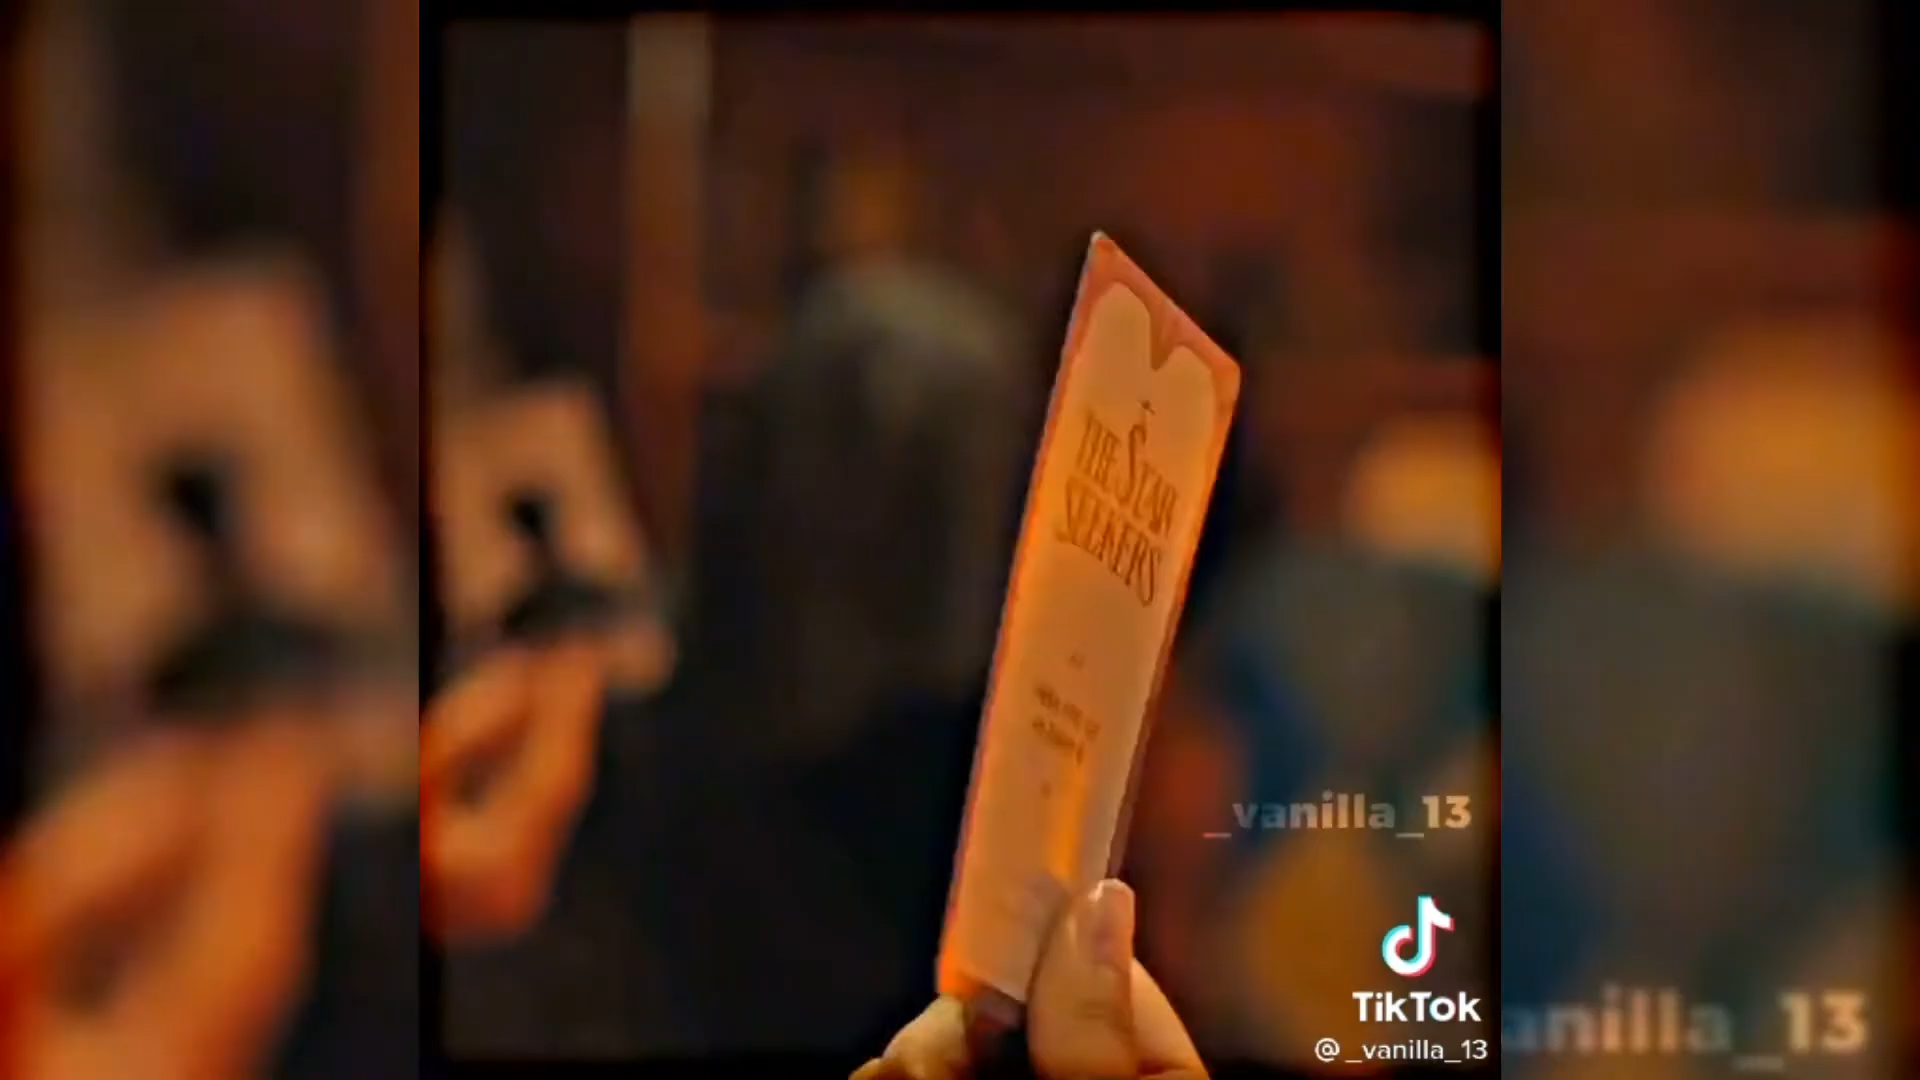 THE STAR
SEEKERS
_vanilla_13
TikTok
@_vanilla_13
anilla_13